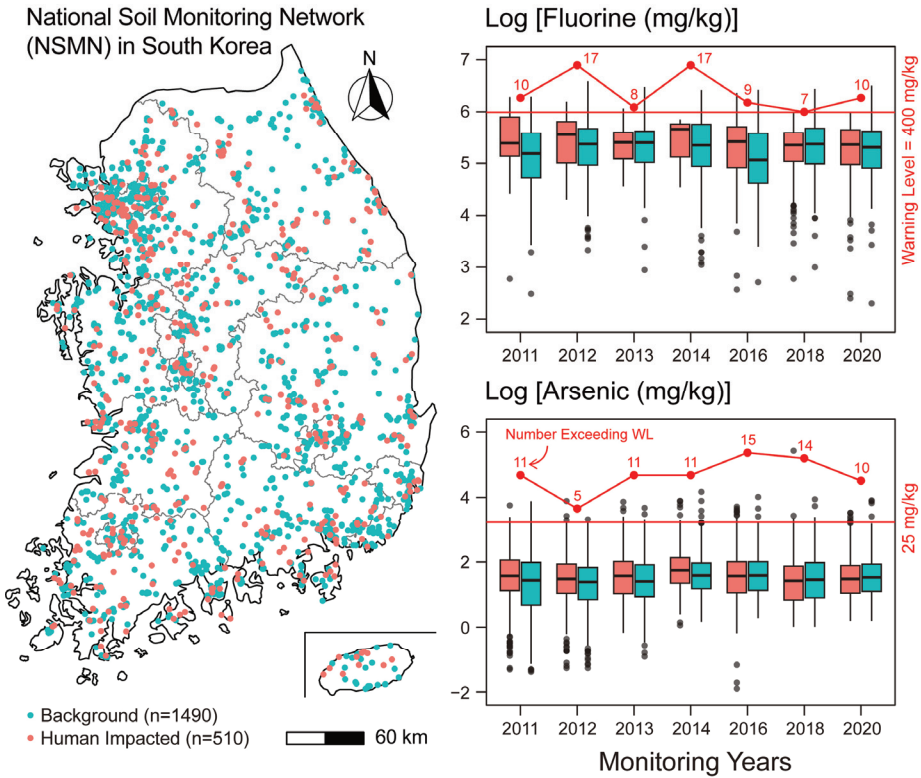 National Soil Monitoring Network
(NSMN) in South Korea
N
Background (n=1490)
Human Impacted (n=510)
60 km
Log [Fluorine (mg/kg)]
7
6
5
4
3
2
10
17
8
17
9
7
10
Warning Level = 400 mg/kg
2011 2012 2013 2014 2016 2018 2020
Log [Arsenic (mg/kg)]
6
4
2
0
−2
Number Exceeding WL
11
5
11
11
15
14
10
25 mg/kg
2011 2012 2013 2014 2016 2018 2020
Monitoring Years